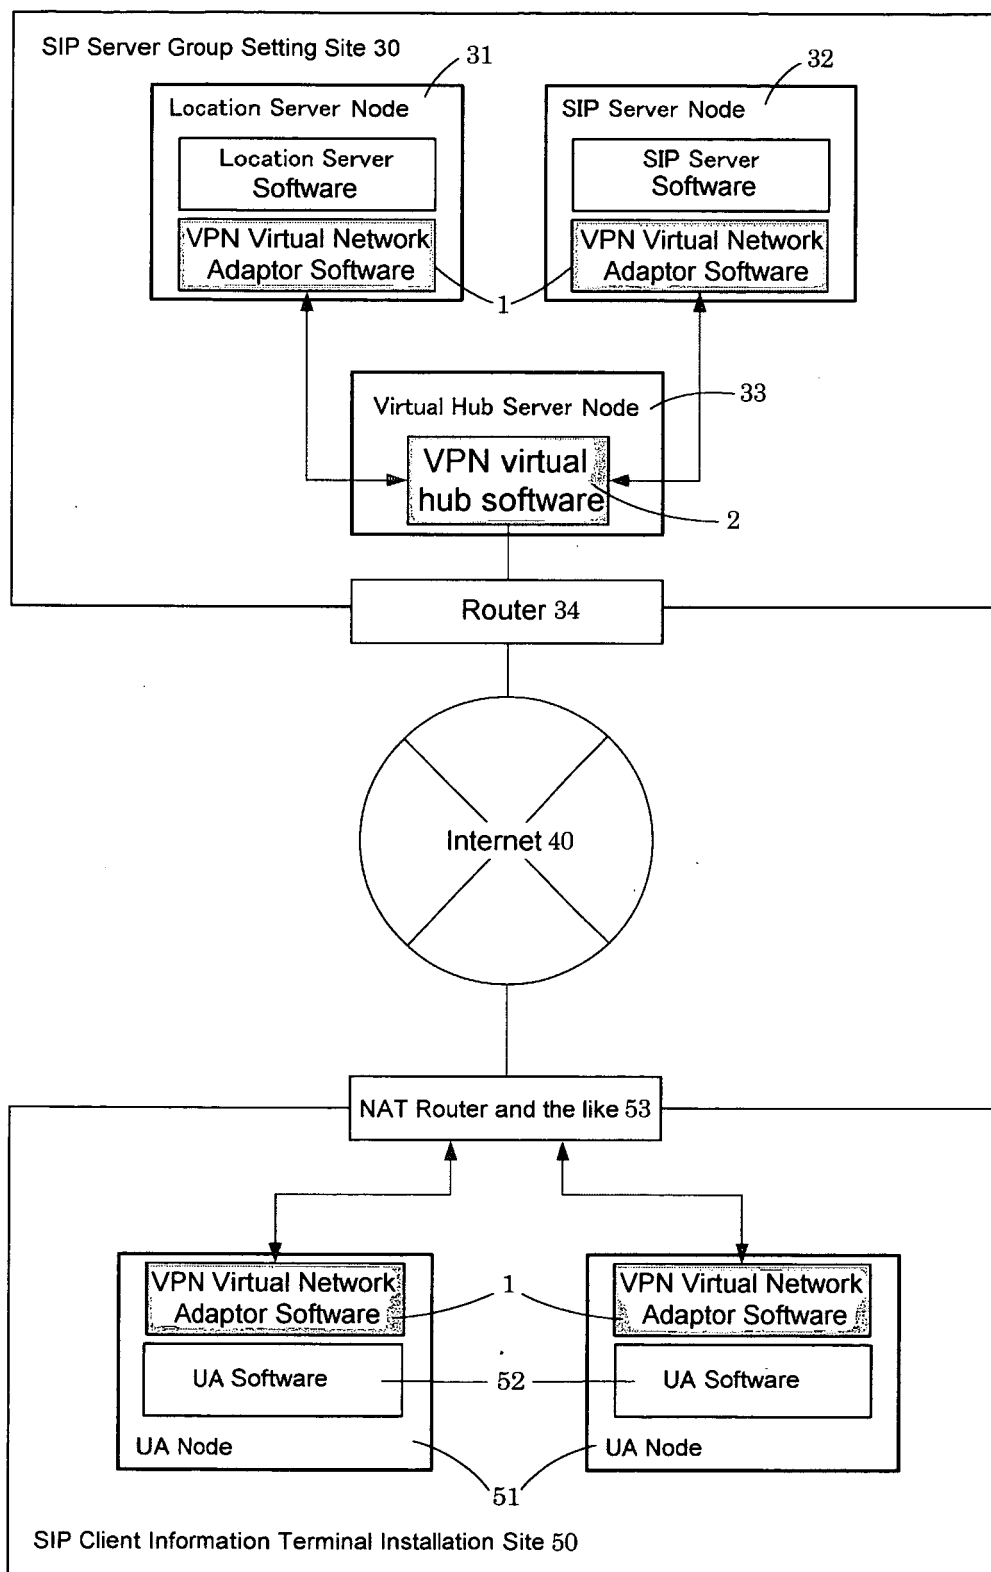 SIP Server Group Setting Site 30
31
32
Location Server Node
Location Server
Software
VPN Virtual Network
Adaptor Software
SIP Server Node
SIP Server
Software
VPN Virtual Network
Adaptor Software
1
Virtual Hub Server Node
33
VPN virtual
hub software
2
Router 34
Internet 40
NAT Router and the like 53
VPN Virtual Network
Adaptor Software
UA Software
UA Node
1
52
51
VPN Virtual Network
Adaptor Software
UA Software
UA Node
SIP Client Information Terminal Installation Site 50